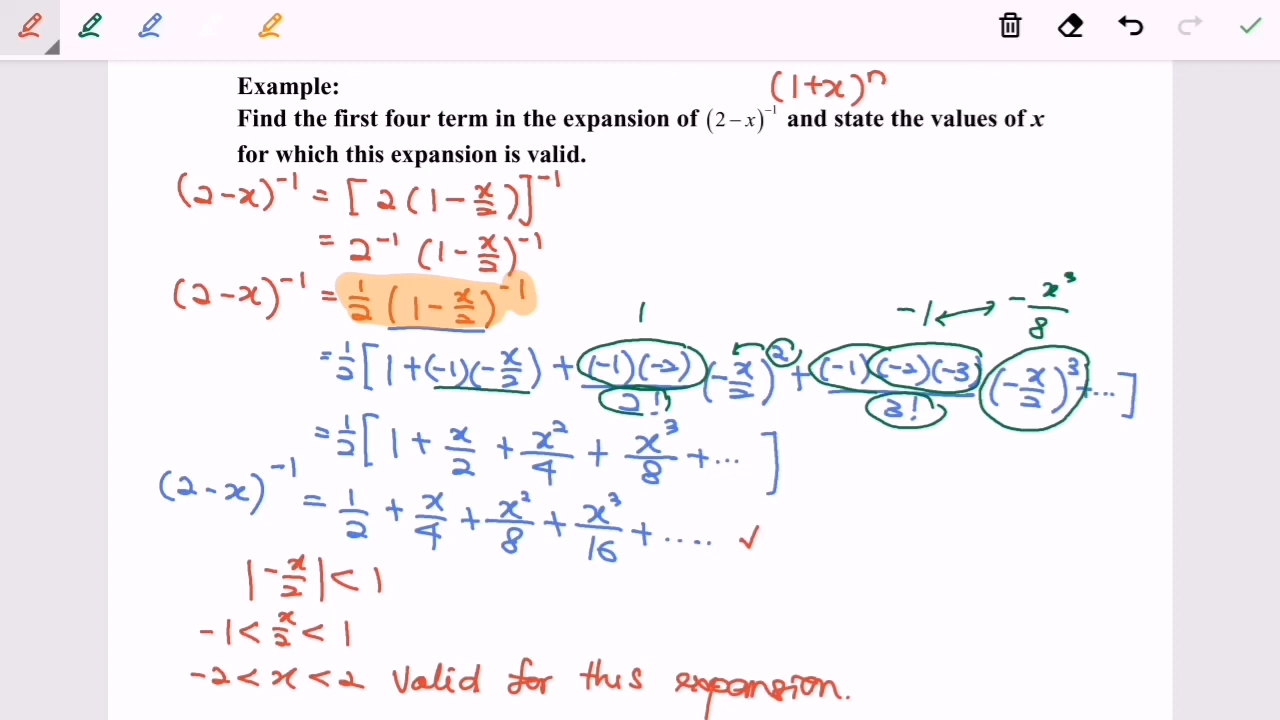 Example:
(1+x)^n
Find the first four term in the expansion of (2−x)^−1 and state the values of x
for which this expansion is valid.
(2−x)^−1 = [2(1−x/2)]^−1
= 2^−1 (1−x/2)^−1
(2−x)^−1 = 1/2 (1−x/2)^−1
1
−1 ↔ −x³/8
= 1/2 [1 + (−1)(−x/2) + (−1)(−2)/2! (−x/2)^2 + (−1)(−2)(−3)/3! (−x/2)^3 + ...]
= 1/2 [1 + x/2 + x²/4 + x³/8 + ... ]
(2−x)^−1 = 1/2 + x/4 + x²/8 + x³/16 + .... ✓
|−x/2| < 1
−1 < x/2 < 1
−2 < x < 2 valid for this expansion.